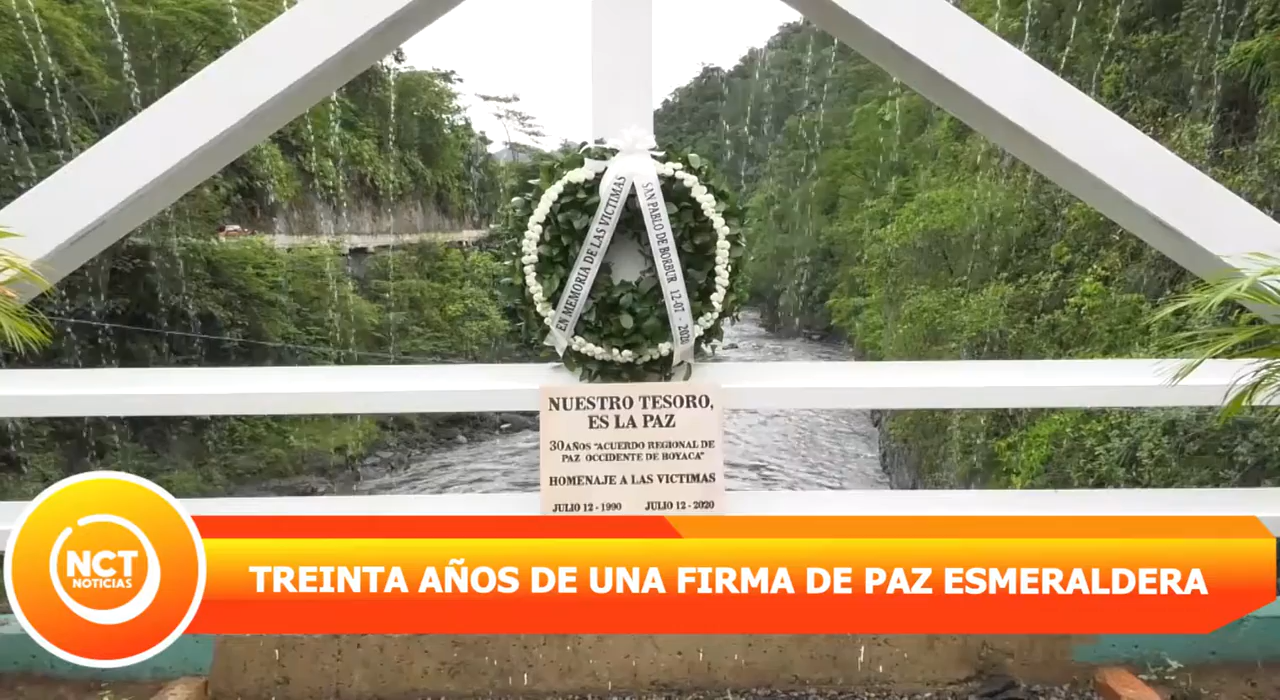 EN MEMORIA DE LAS VICTIMAS
SAN PABLO DE BORBUR 12-07 - 2020
NUESTRO TESORO,
ES LA PAZ
30 AÑOS "ACUERDO REGIONAL DE
PAZ OCCIDENTE DE BOYACA"
HOMENAJE A LAS VICTIMAS
JULIO 12 - 1990 JULIO 12 - 2020
NCT
NOTICIAS
TREINTA AÑOS DE UNA FIRMA DE PAZ ESMERALDERA